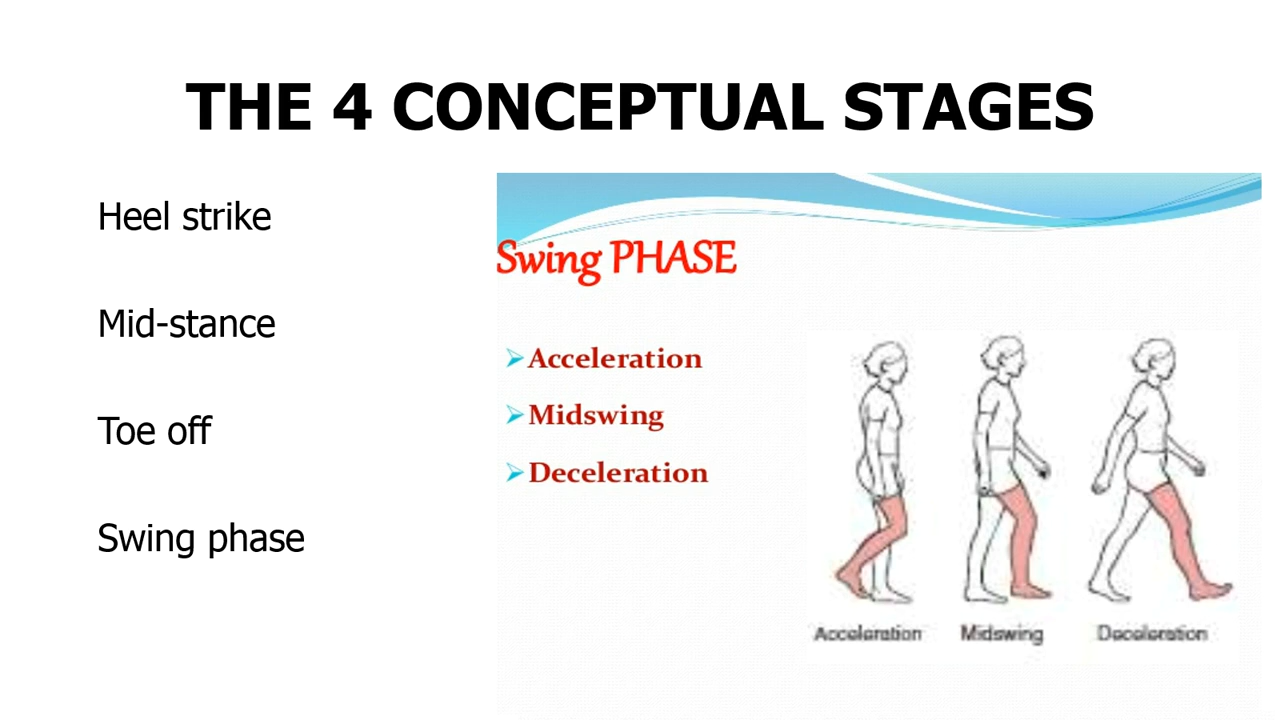 THE 4 CONCEPTUAL STAGES
Heel strike
Mid-stance
Toe off
Swing phase
Swing PHASE
Acceleration
Midswing
Deceleration
Acceleration Midswing Deceleration